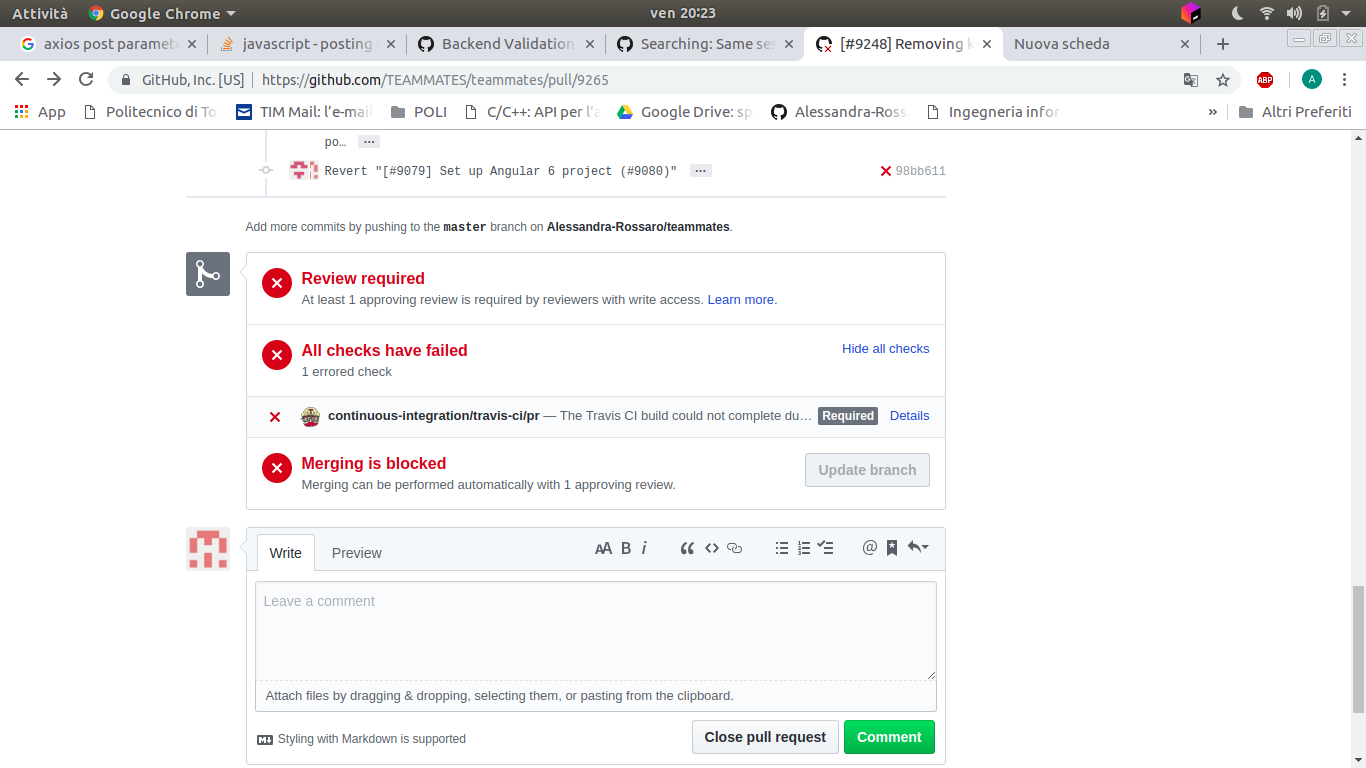 Attività Google Chrome ven 20:23
axios post paramet javascript - posting Backend Validation Searching: Same ses [#9248] Removing k Nuova scheda
GitHub, Inc. [US] https://github.com/TEAMMATES/teammates/pull/9265 ABP A
App Politecnico di To TIM Mail: l'e-mai POLI C/C++: API per l'a Google Drive: sp Alessandra-Ross Ingegneria infor » Altri Preferiti
po… …
Revert "[#9079] Set up Angular 6 project (#9080)" … 98bb611
Add more commits by pushing to the master branch on Alessandra-Rossaro/teammates.
Review required
At least 1 approving review is required by reviewers with write access. Learn more.
All checks have failed Hide all checks
1 errored check
continuous-integration/travis-ci/pr — The Travis CI build could not complete du… Required Details
Merging is blocked Update branch
Merging can be performed automatically with 1 approving review.
Write Preview AA B i “ <> @
Leave a comment
Attach files by dragging & dropping, selecting them, or pasting from the clipboard.
Styling with Markdown is supported Close pull request Comment